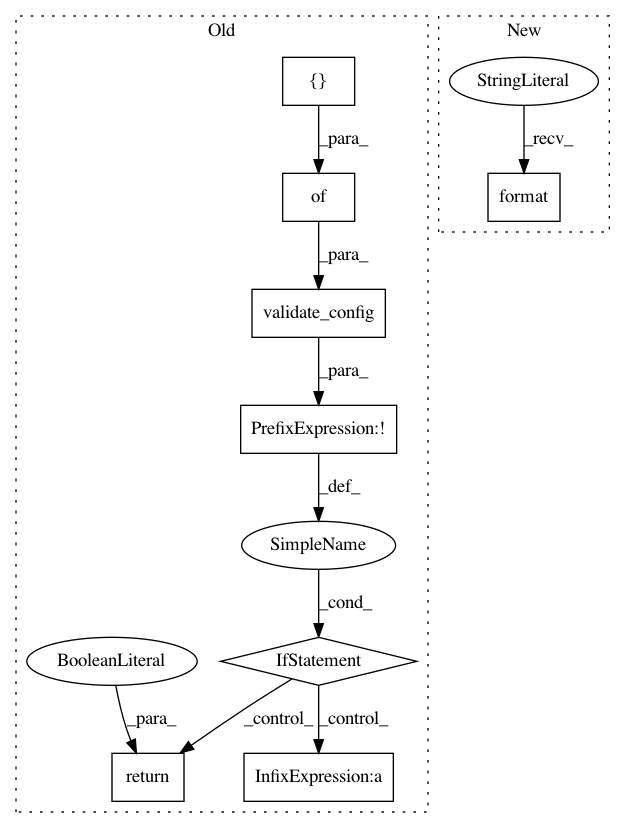 Old
New
{}
StringLiteral
_para_
_recv_
of
format
_para_
validate_config
_para_
PrefixExpression:!
_def_
SimpleName
_cond_
BooleanLiteral
IfStatement
_para_
_control_
_control_
return
InfixExpression:a